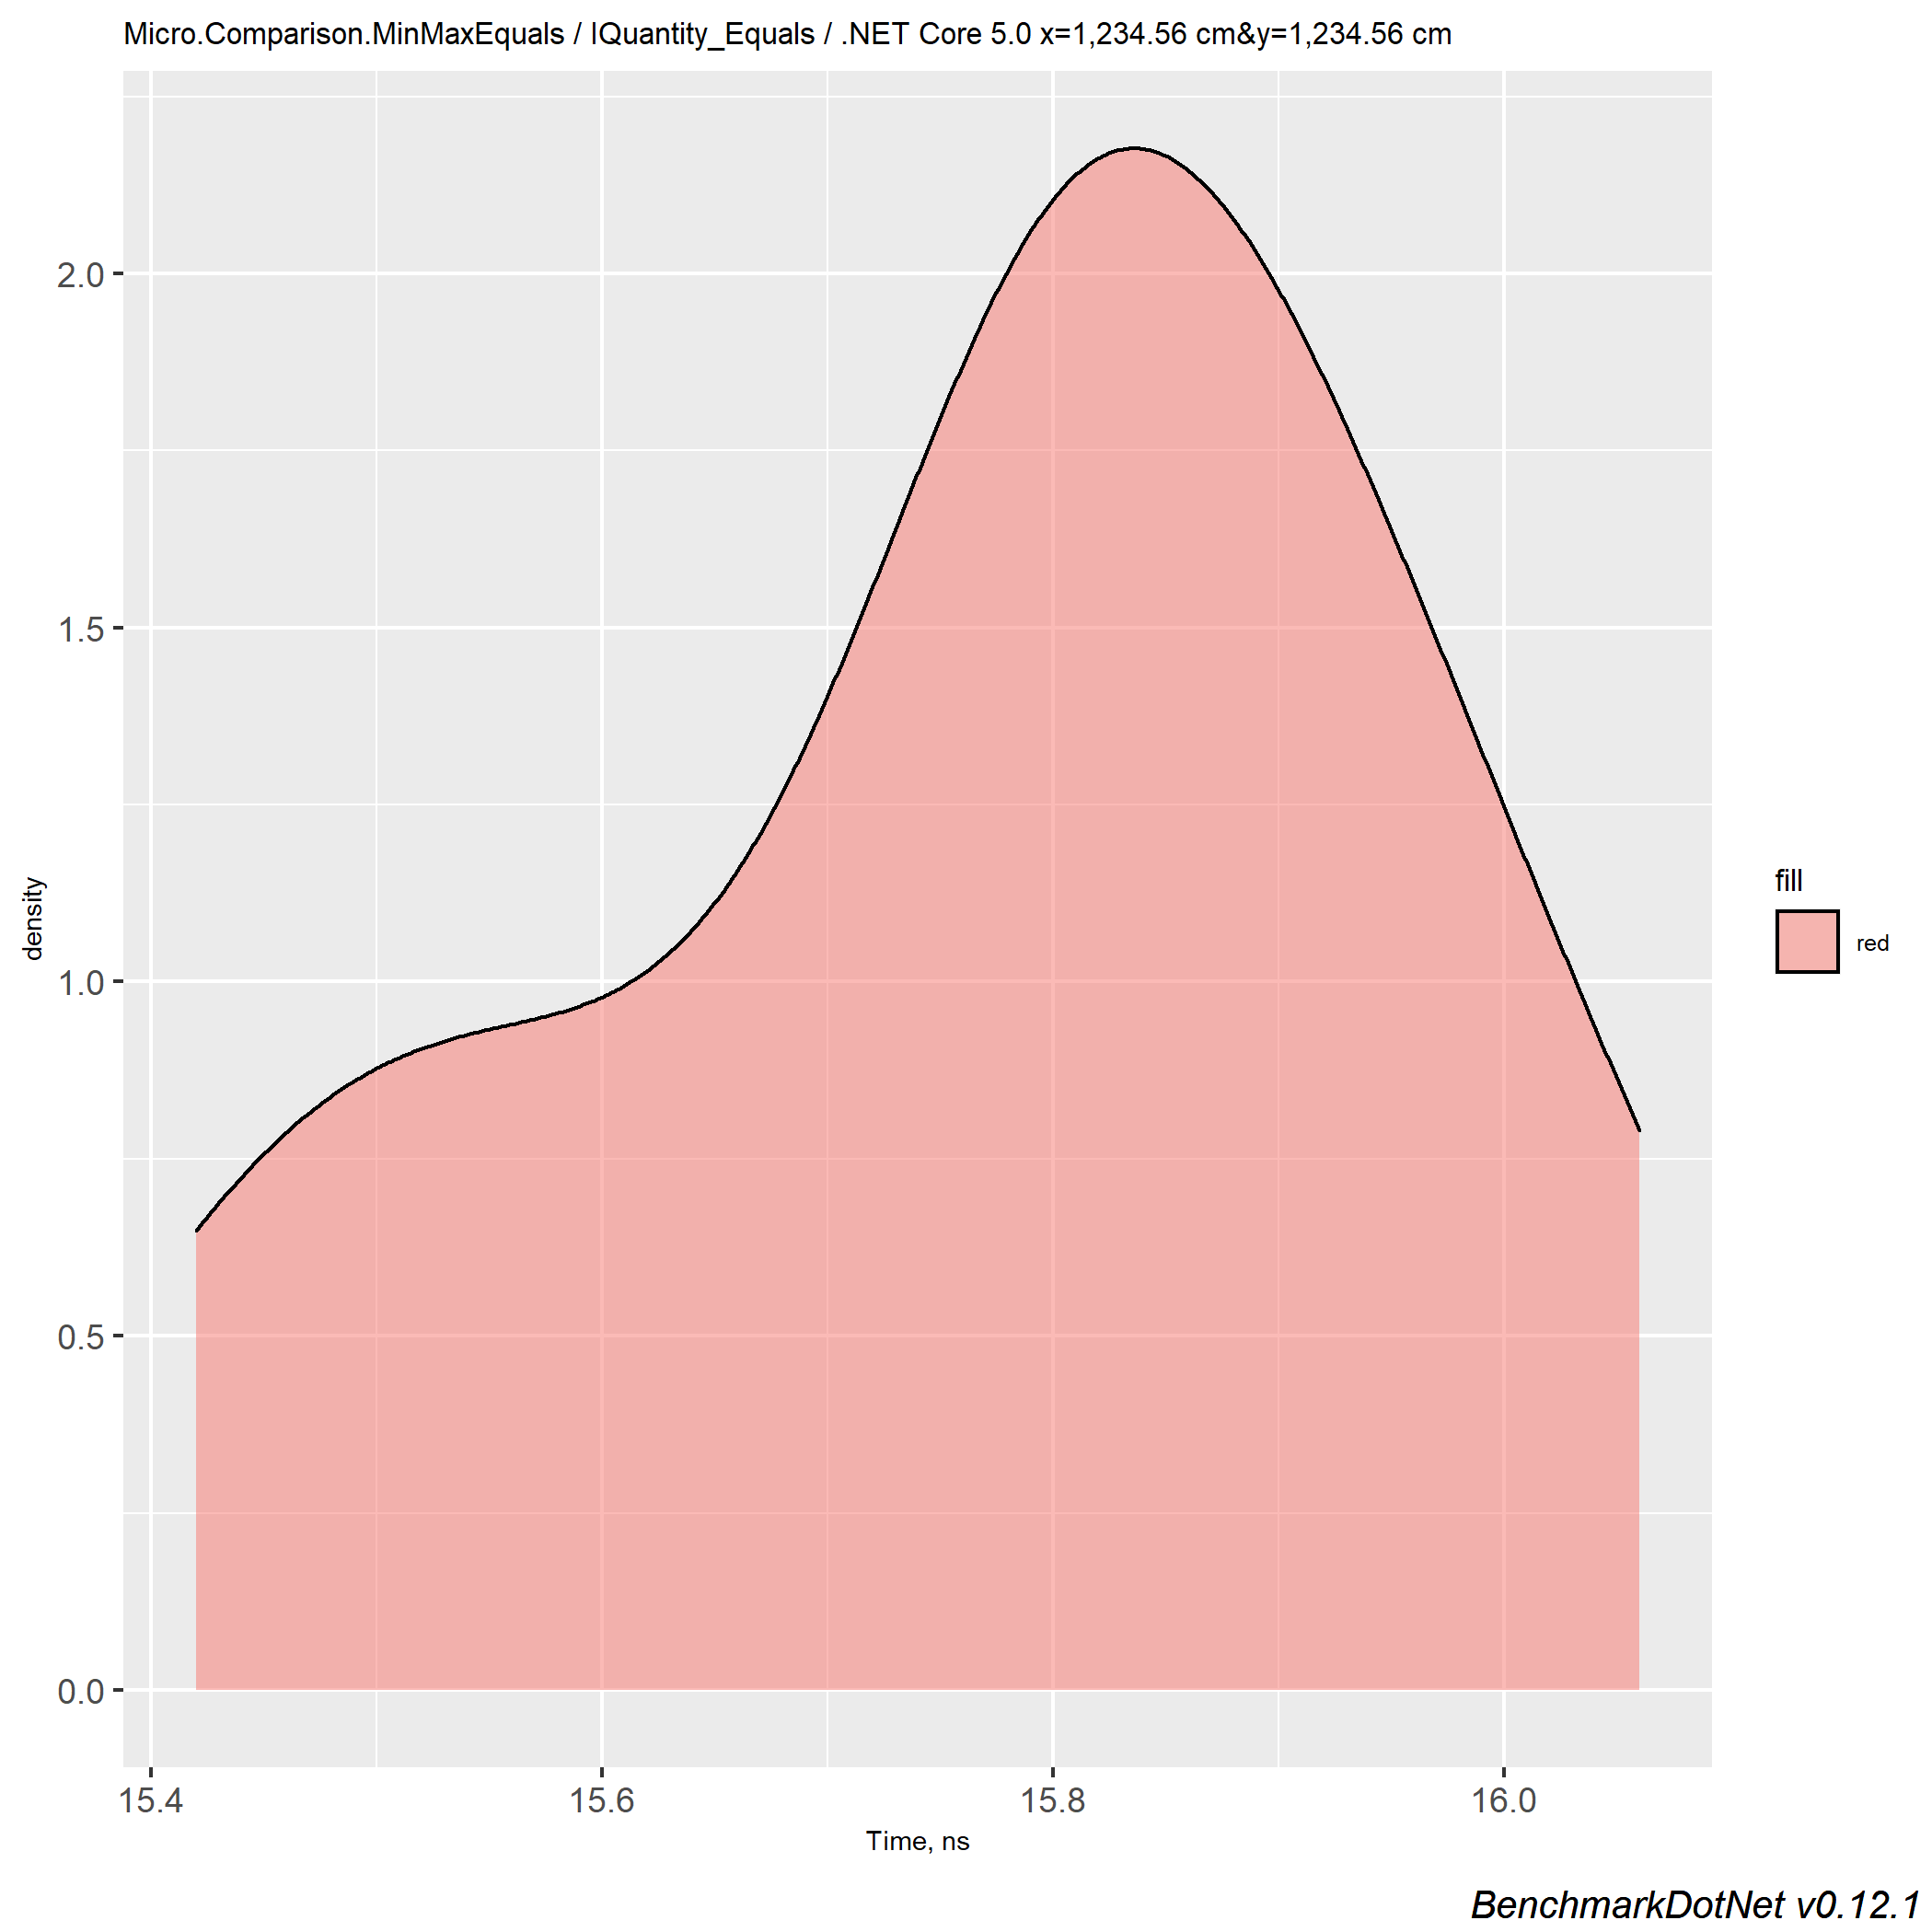 Micro.Comparison.MinMaxEquals / IQuantity_Equals / .NET Core 5.0 x=1,234.56 cm&y=1,234.56 cm
2.0
1.5
1.0
0.5
0.0
density
15.4 15.6 15.8 16.0
Time, ns
fill
red
BenchmarkDotNet v0.12.1